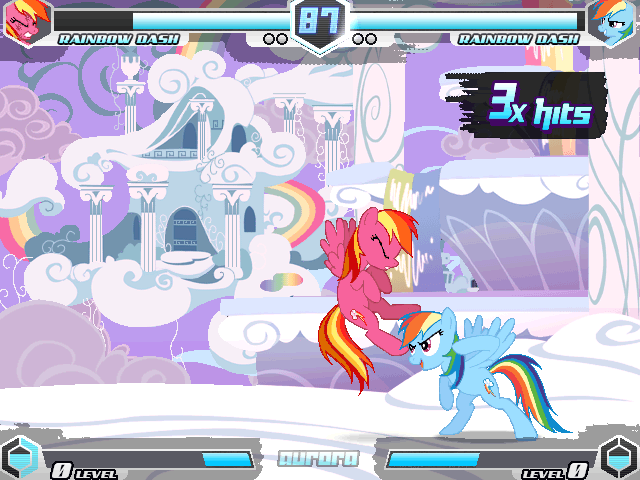 87
RAINBOW DASH
RAINBOW DASH
3x hits
0 LEVEL
aurora
LEVEL 0